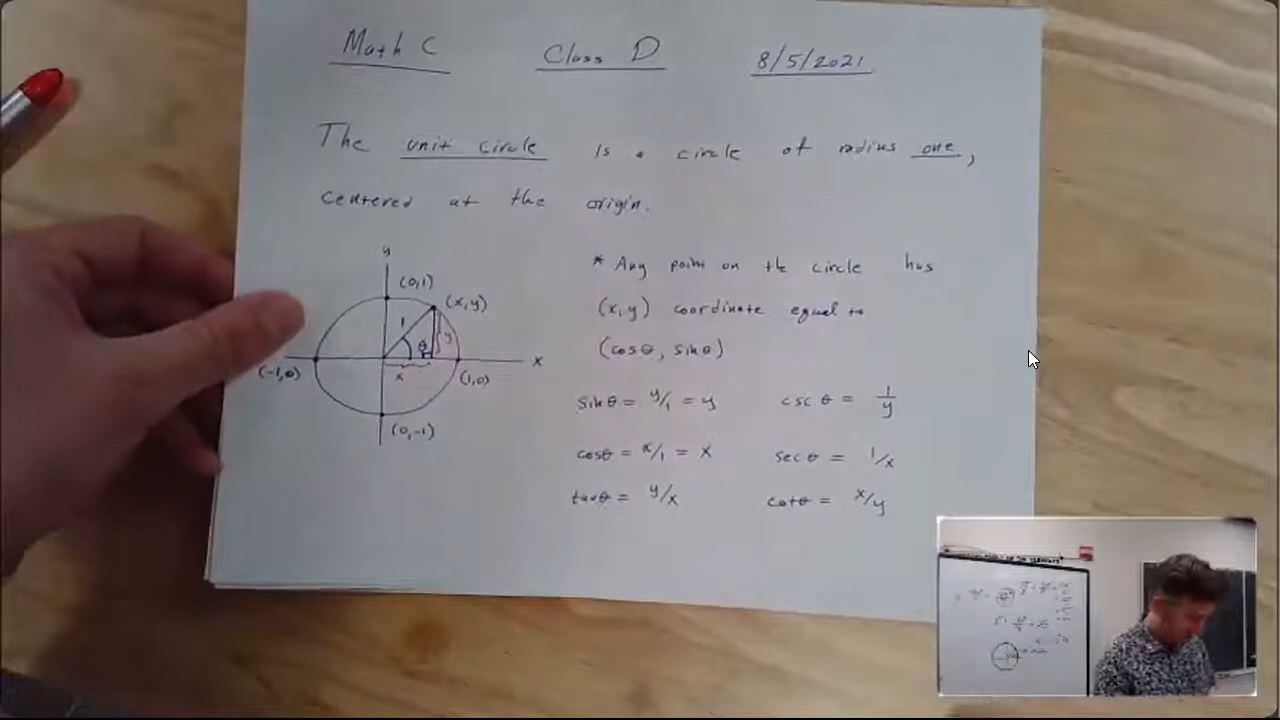 Math C Class D 8/5/2021
The unit circle is a circle of radius one,
centered at the origin.
y
(0,1)
(x,y)
1
θ
y
x
(-1,0)
x
(1,0)
(0,-1)
* Any point on the circle has
(x,y) coordinate equal to
(cosθ, sinθ)
sinθ = y/1 = y csc θ = 1/y
cosθ = x/1 = x sec θ = 1/x
tanθ = y/x cotθ = x/y